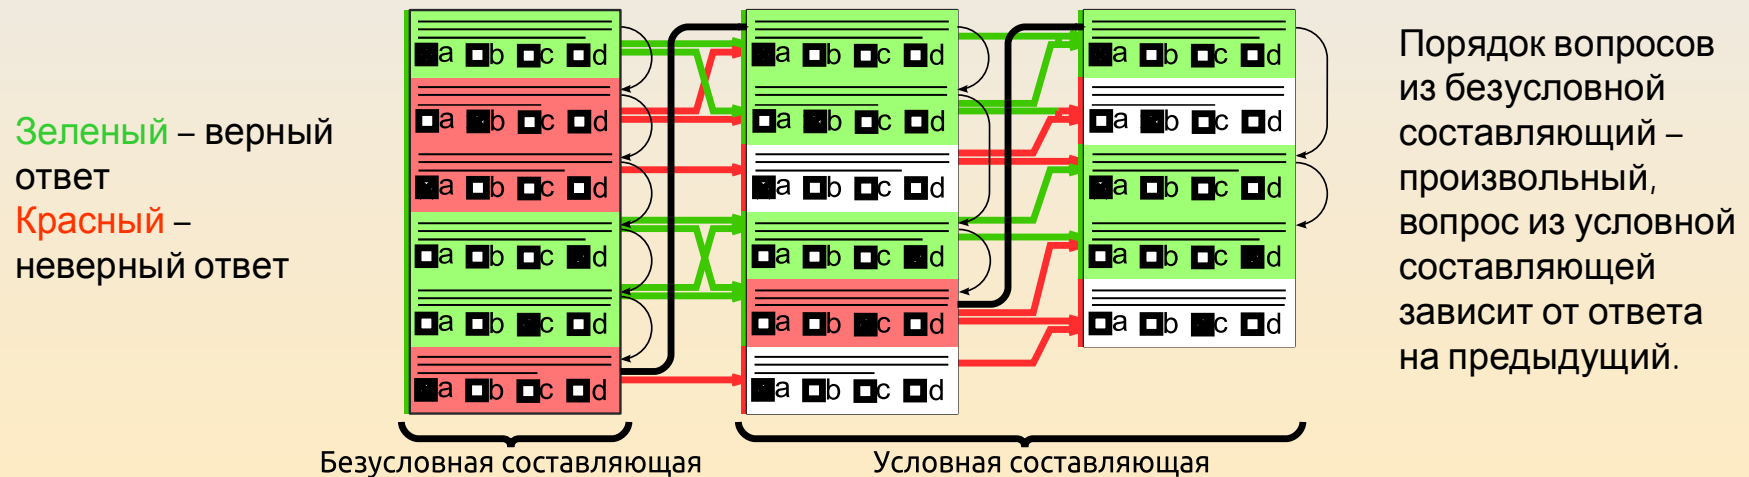 Зеленый – верный
ответ
Красный –
неверный ответ
a b c d
a b c d
a b c d
a b c d
a b c d
a b c d
Безусловная составляющая
a b c d
a b c d
a b c d
a b c d
a b c d
a b c d
a b c d
a b c d
a b c d
a b c d
a b c d
Условная составляющая
Порядок вопросов
из безусловной
составляющий –
произвольный,
вопрос из условной
составляющей
зависит от ответа
на предыдущий.